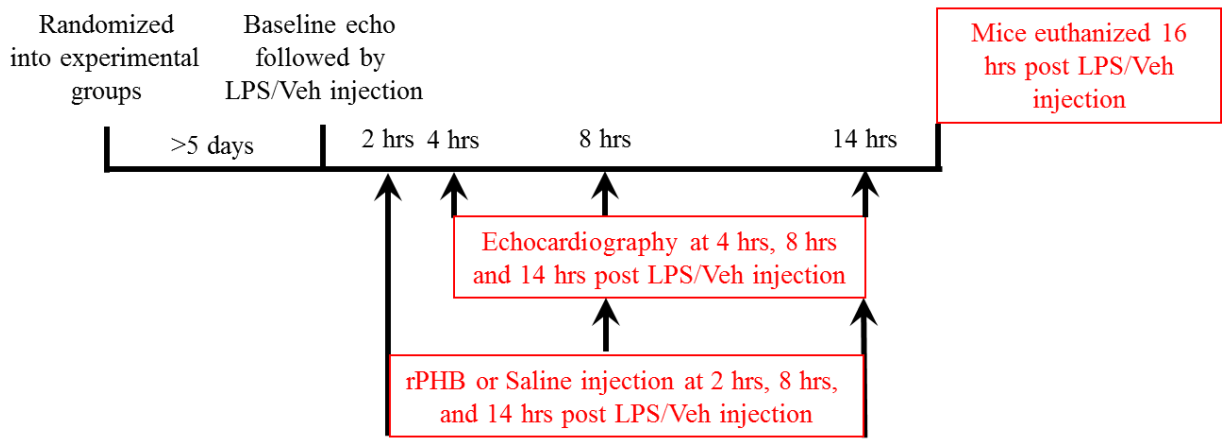 Randomized
into experimental
groups
Baseline echo
followed by
LPS/Veh injection
Mice euthanized 16
hrs post LPS/Veh
injection
>5 days
2 hrs
4 hrs
8 hrs
14 hrs
Echocardiography at 4 hrs, 8 hrs
and 14 hrs post LPS/Veh injection
rPHB or Saline injection at 2 hrs, 8 hrs,
and 14 hrs post LPS/Veh injection